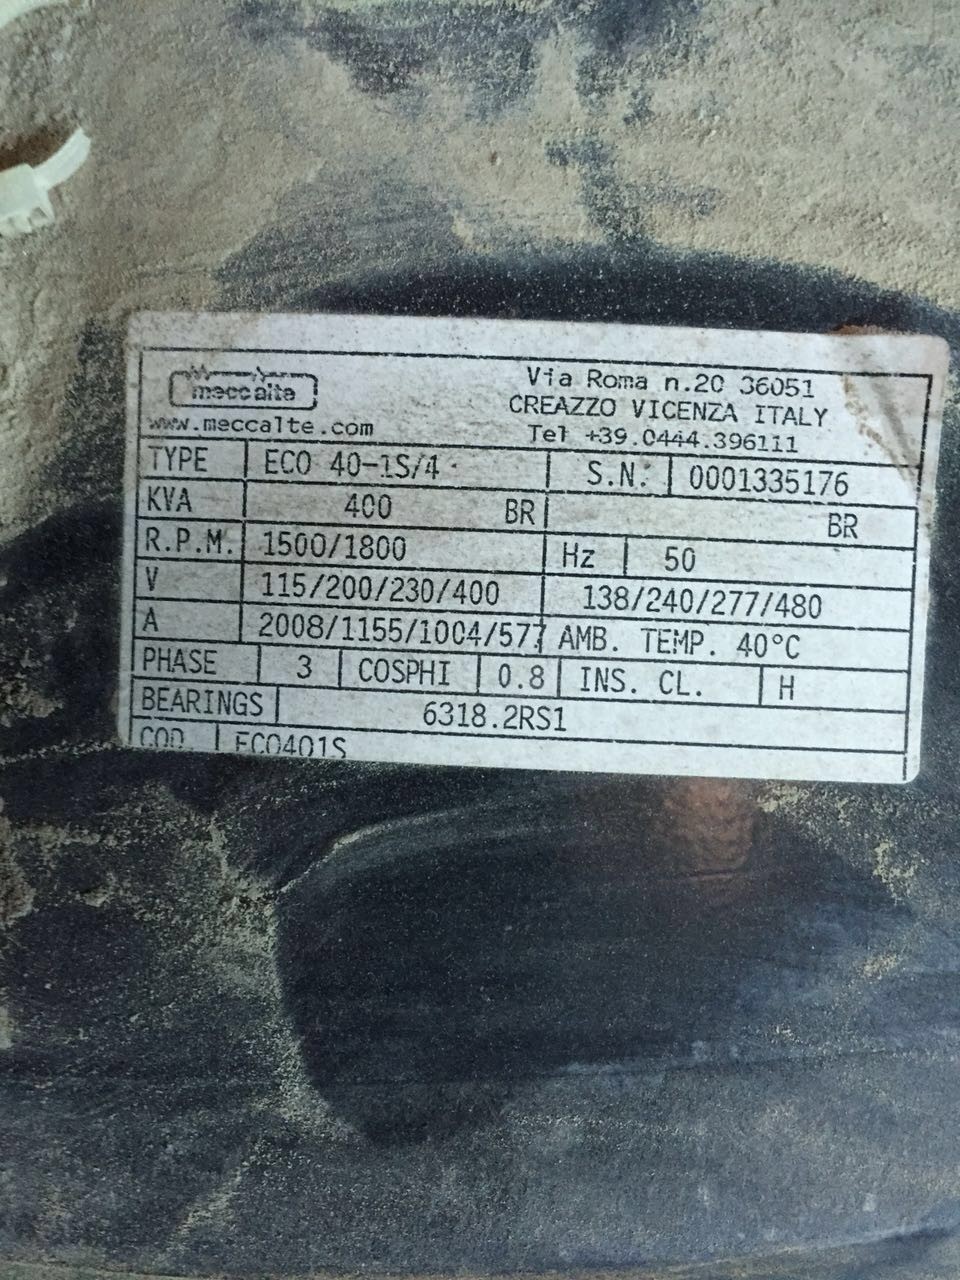 meccalte
Via Roma n.20 36051
CREAZZO VICENZA ITALY
www.meccalte.com
Tel +39.0444.396111
TYPE ECO 40-1S/4 S.N. 0001335176
KVA 400 BR BR
R.P.M. 1500/1800 Hz 50
V 115/200/230/400 138/240/277/480
A 2008/1155/1004/577 AMB. TEMP. 40°C
PHASE 3 COSPHI 0.8 INS. CL. H
BEARINGS 6318.2RS1
COD. ECO401S